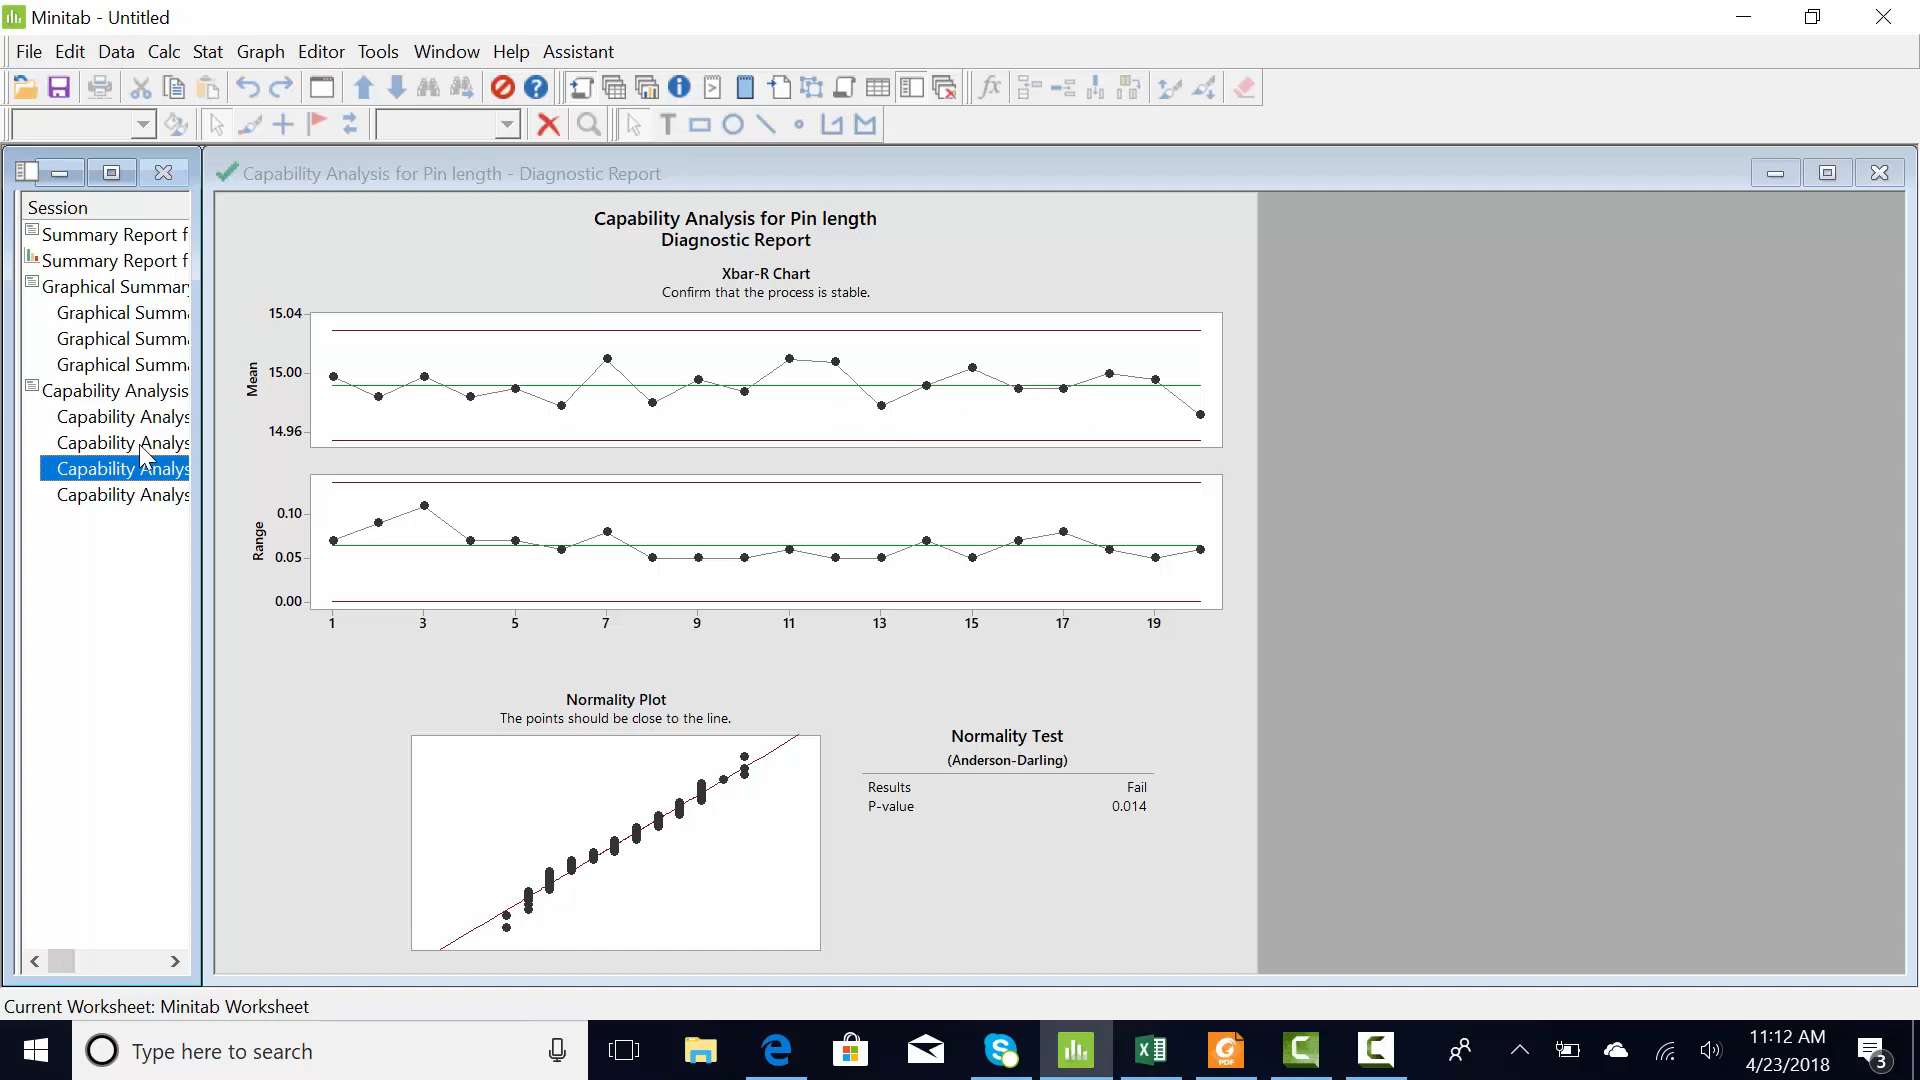 Minitab - Untitled
File Edit Data Calc Stat Graph Editor Tools Window Help Assistant
Session
Summary Report f
Summary Report f
Graphical Summar
Graphical Summ
Graphical Summ
Graphical Summ
Capability Analysis
Capability Analys
Capability Analys
Capability Analys
Capability Analys
Capability Analysis for Pin length - Diagnostic Report
Capability Analysis for Pin length
Diagnostic Report
Xbar-R Chart
Confirm that the process is stable.
15.04
15.00
14.96
Mean
0.10
0.05
0.00
Range
1 3 5 7 9 11 13 15 17 19
Normality Plot
The points should be close to the line.
Normality Test
(Anderson-Darling)
Results Fail
P-value 0.014
Current Worksheet: Minitab Worksheet
Type here to search
PDF
11:12 AM
4/23/2018
3